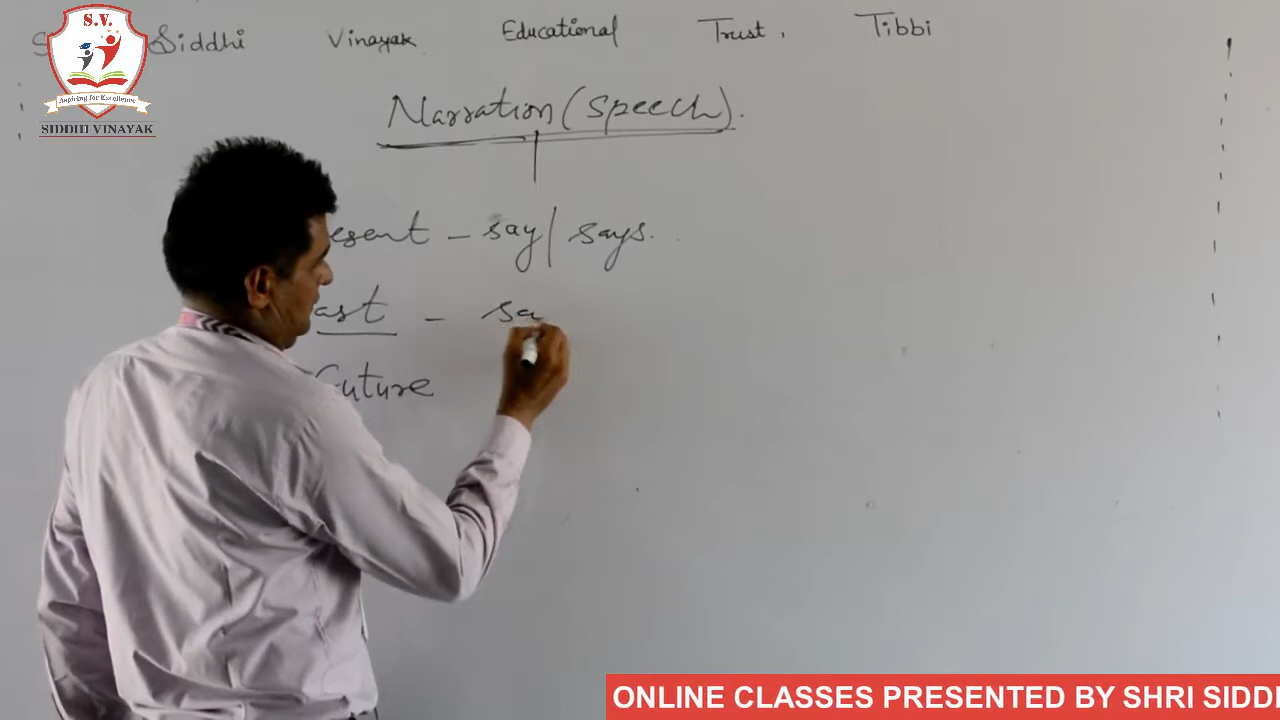 Siddhi Vinayak Educational Trust, Tibbi
S.V.
Aspiring for Excellence
SIDDHI VINAYAK
Narration (Speech).
esent - say/says.
ast - sa
Future
ONLINE CLASSES PRESENTED BY SHRI SIDD